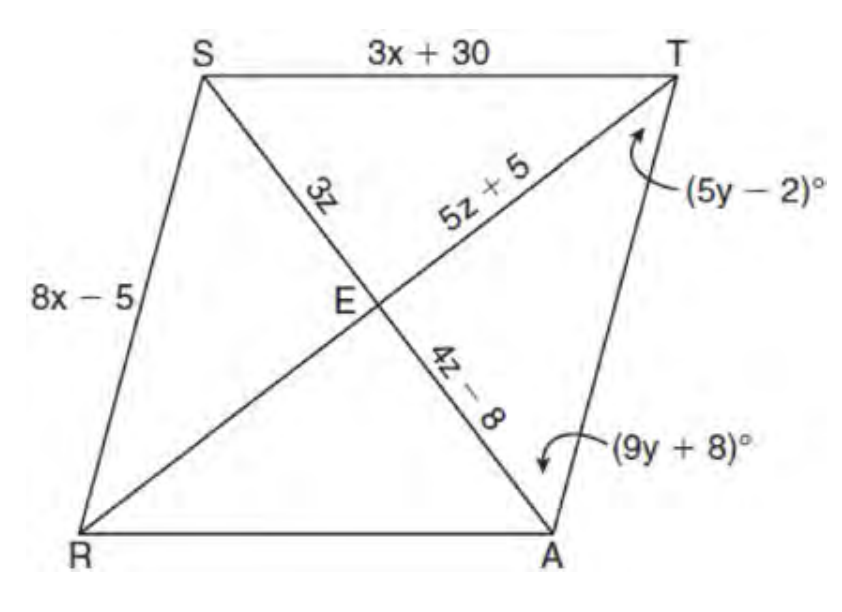 S
3x + 30
T
3z
5z + 5
(5y − 2)°
8x − 5
E
4z − 8
(9y + 8)°
R
A